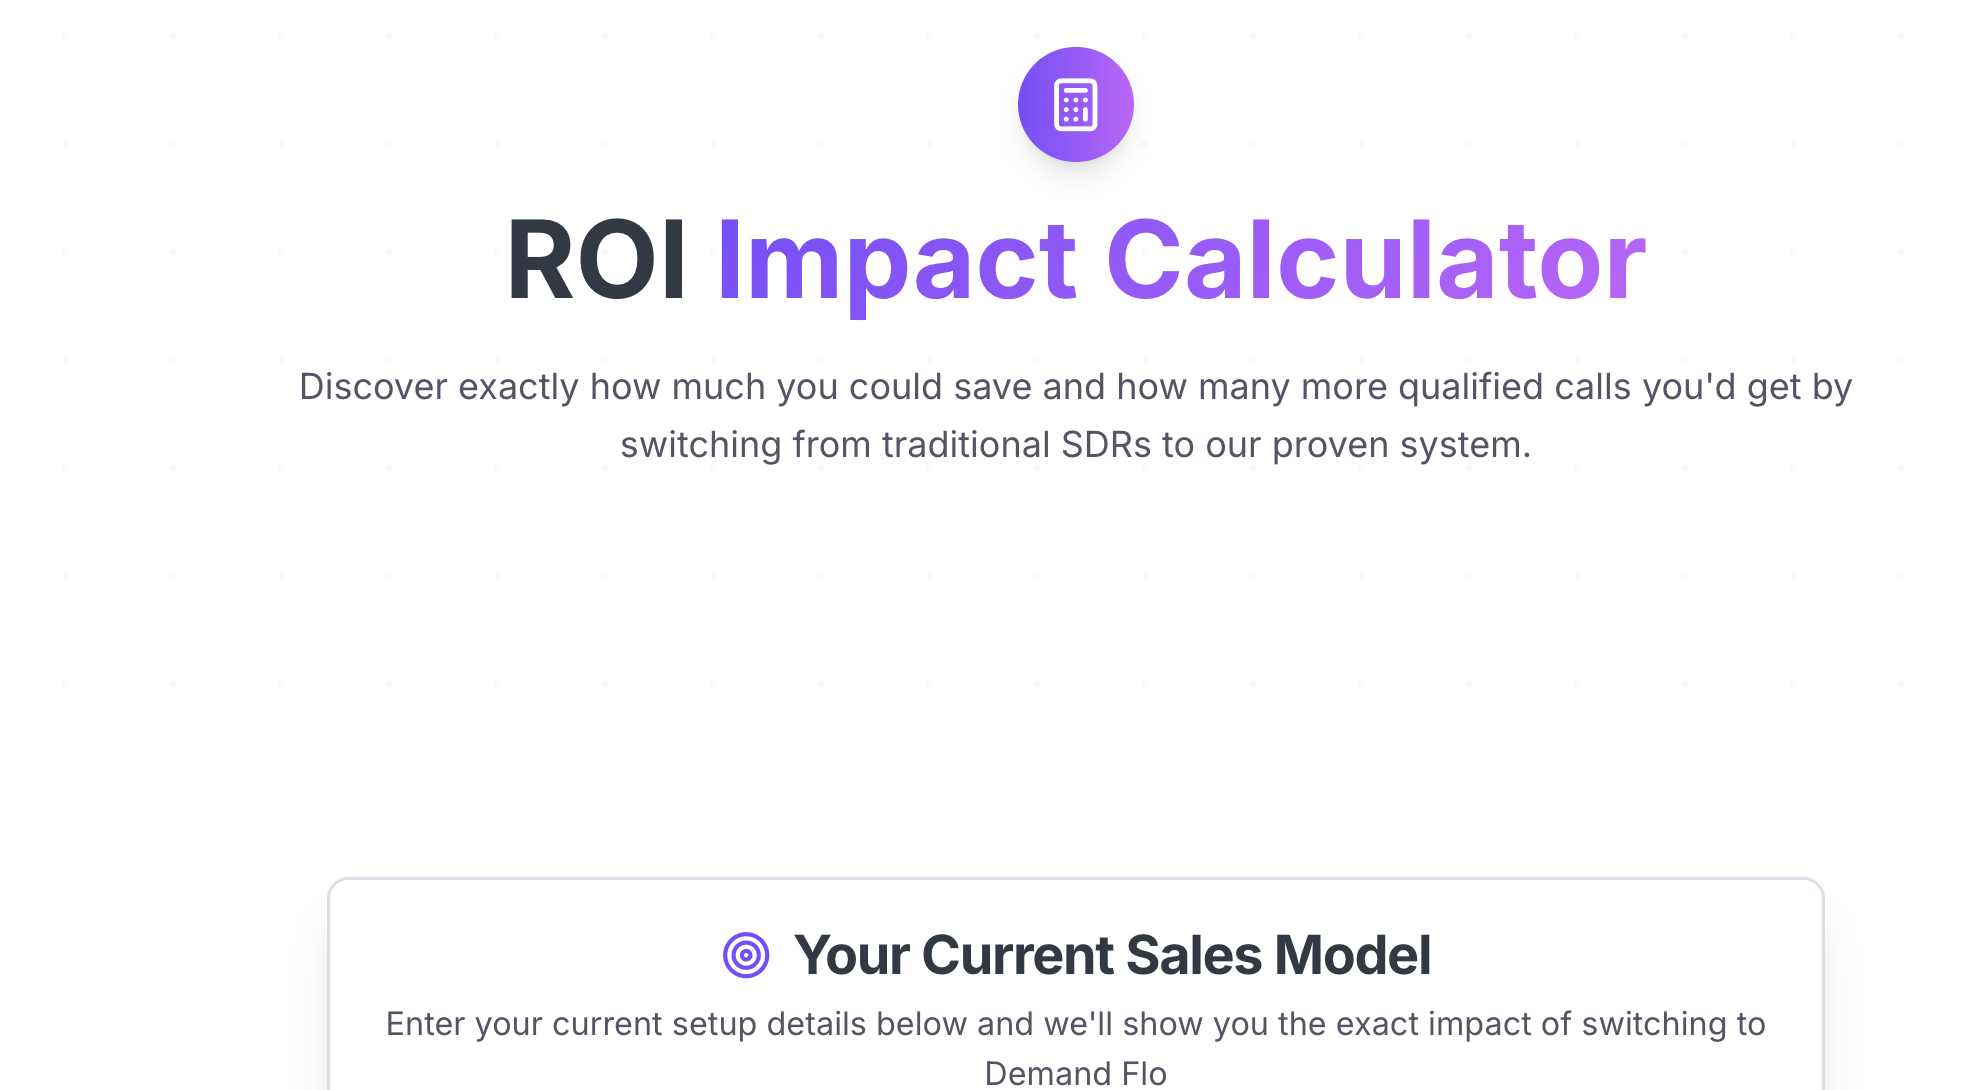 ROI Impact Calculator
Discover exactly how much you could save and how many more qualified calls you'd get by
switching from traditional SDRs to our proven system.
Your Current Sales Model
Enter your current setup details below and we'll show you the exact impact of switching to
Demand Flo